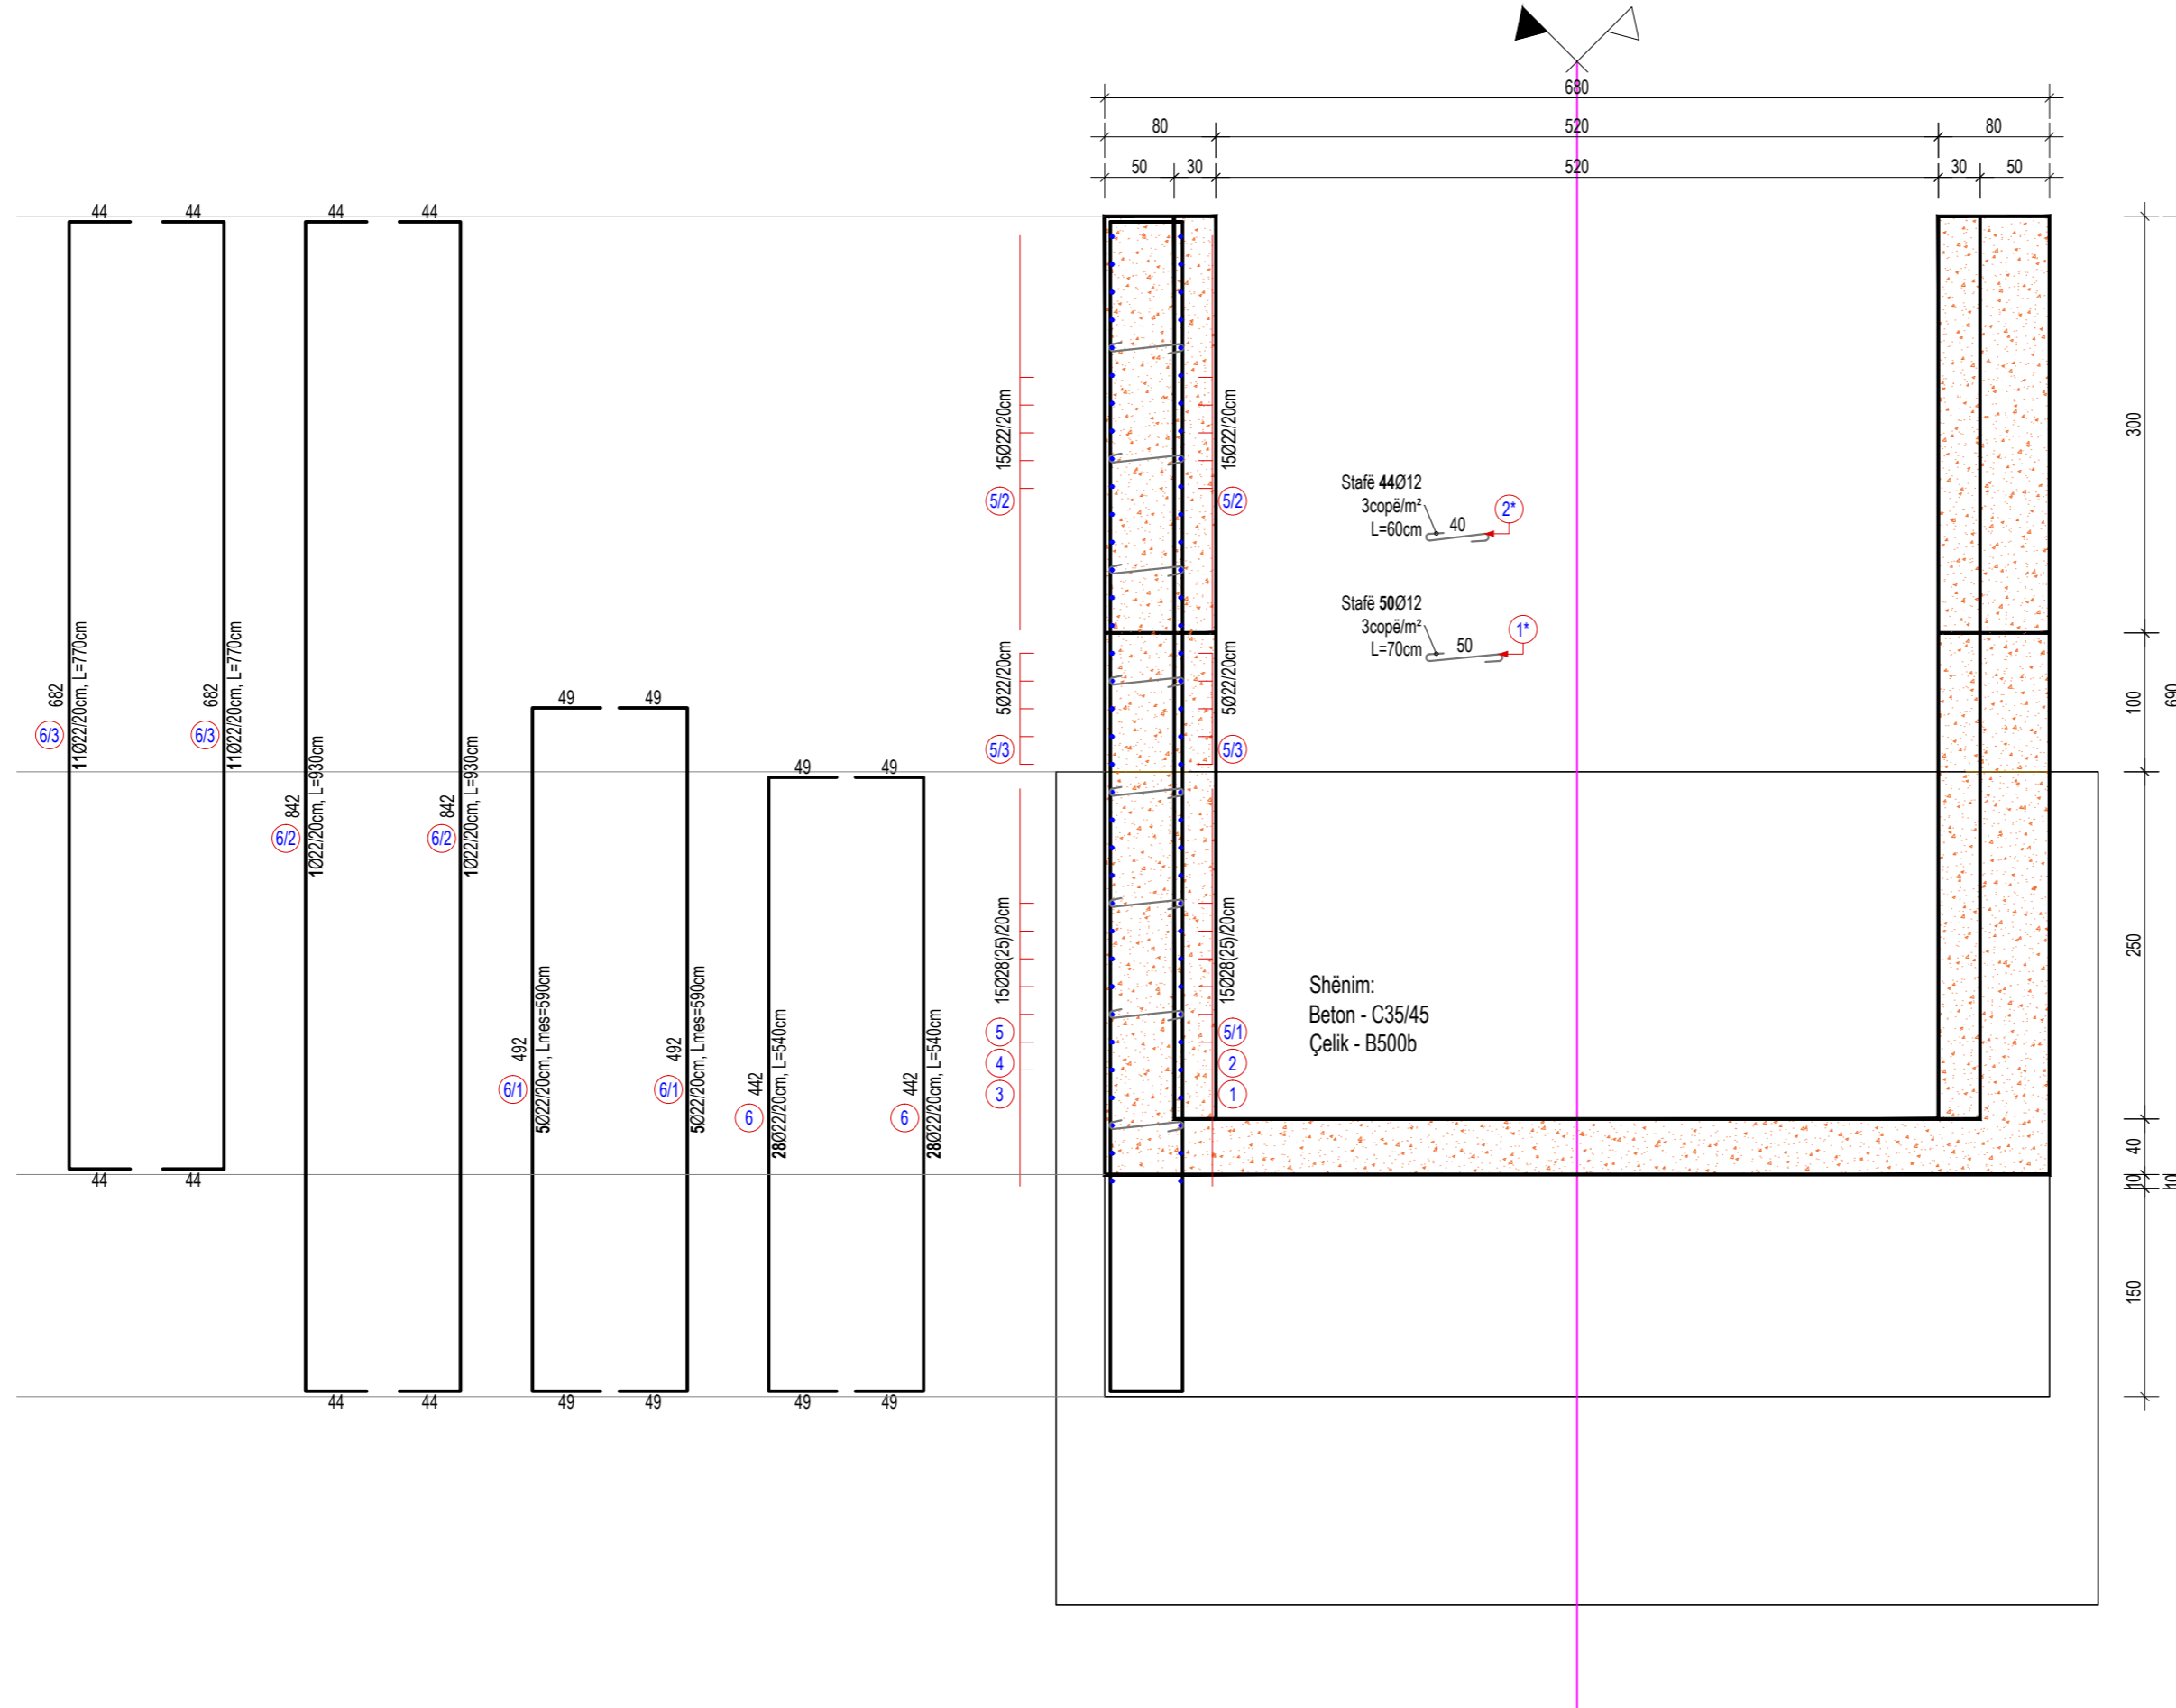 680
80
520
80
50
30
520
30
50
44
44
44
44
682
11Ø22/20cm, L=770cm
6/3
682
11Ø22/20cm, L=770cm
6/3
44
44
842
1Ø22/20cm, L=930cm
6/2
842
1Ø22/20cm, L=930cm
6/2
44
44
49
49
492
5Ø22/20cm, Lmes=590cm
6/1
492
5Ø22/20cm, Lmes=590cm
6/1
49
49
49
49
442
28Ø22/20cm, L=540cm
6
442
28Ø22/20cm, L=540cm
6
49
49
15Ø22/20cm
5/2
15Ø22/20cm
5/2
5Ø22/20cm
5/3
5Ø22/20cm
5/3
15Ø28(25)/20cm
5
4
3
15Ø28(25)/20cm
5/1
2
1
Stafë 44Ø12
3copë/m²
L=60cm
40
2*
Stafë 50Ø12
3copë/m²
L=70cm
50
1*
Shënim:
Beton - C35/45
Çelik - B500b
300
100
250
40
10
150
690
10